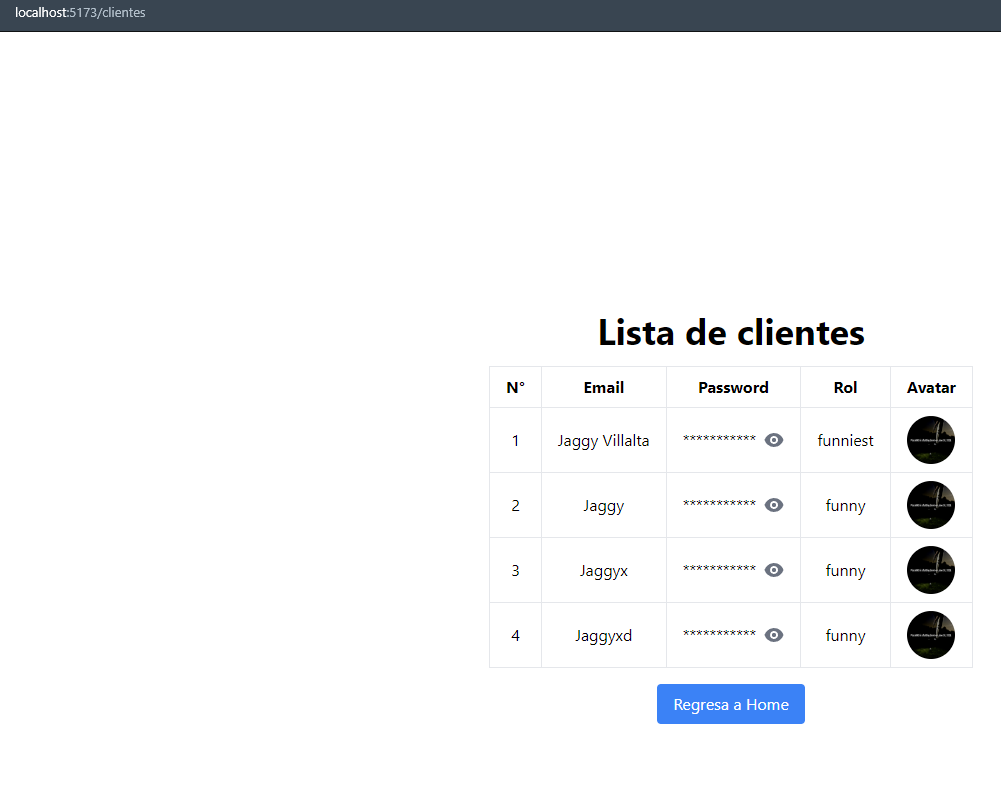 localhost:5173/clientes
Lista de clientes
N° Email Password Rol Avatar
1 Jaggy Villalta *********** funniest
2 Jaggy *********** funny
3 Jaggyx *********** funny
4 Jaggyxd *********** funny
Regresa a Home